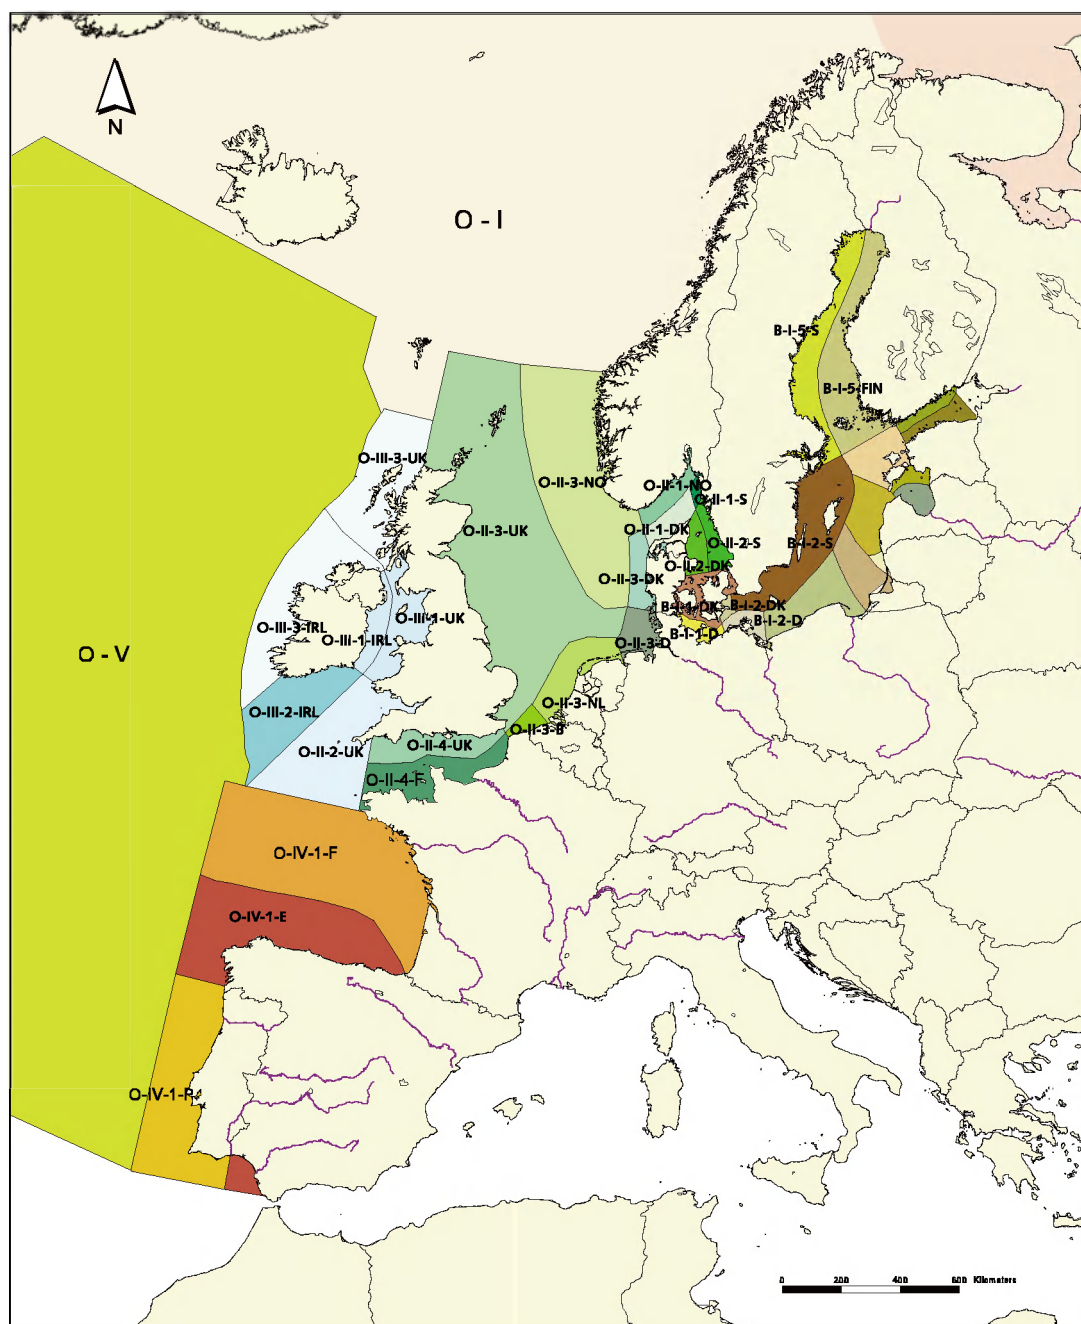 N
O - I
B-I-5-S
B-I-5-FIN
O-III-3-UK
O-II-3-NO
O-II-1-NO
O-II-1-S
O-II-3-UK
O-II-1-DK
O-II-2-S
B-I-2-S
O-II-2-DK
O-II-3-DK
B-I-1-DK
B-I-2-DK
O-III-1-UK
O-III-3-IRL
O-III-1-IRL
B-I-2-D
B-I-1-D
O-II-3-D
O - V
O-II-3-NL
O-III-2-IRL
O-II-3-B
O-II-2-UK
O-II-4-UK
O-II-4-F
O-IV-1-F
O-IV-1-E
O-IV-1-P
0 200 400 600 Kilometers